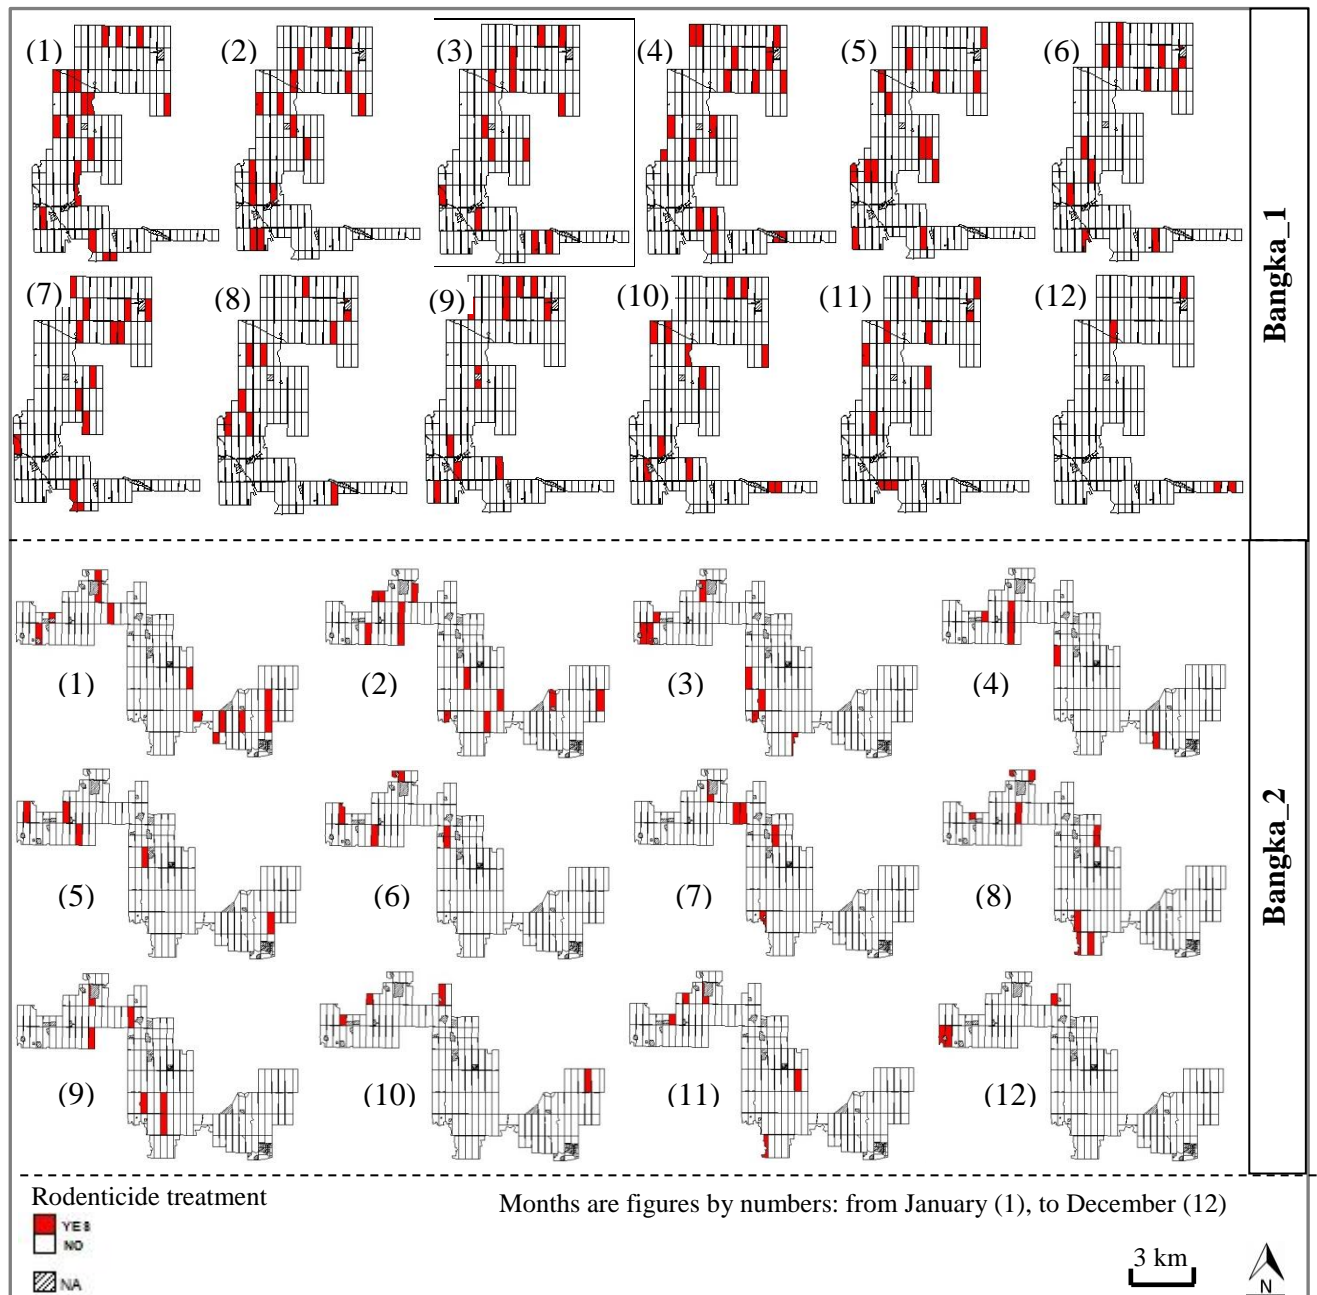 (1) (2) (3) (4) (5) (6)
(7) (8) (9) (10) (11) (12)
Bangka_1
(1) (2) (3) (4)
(5) (6) (7) (8)
(9) (10) (11) (12)
Bangka_2
Rodenticide treatment
YES
NO
NA
Months are figures by numbers: from January (1), to December (12)
3 km
N